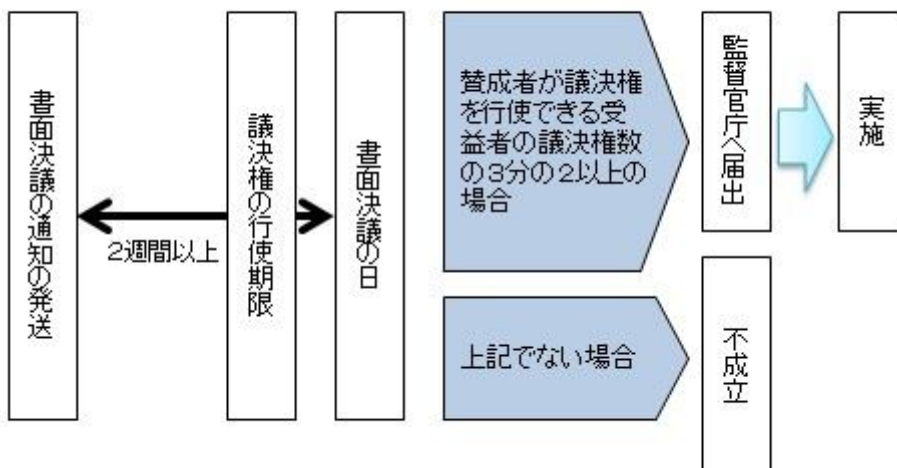 書面決議の通知の発送
2週間以上
議決権の行使期限
書面決議の日
賛成者が議決権
を行使できる受
益者の議決権数
の3分の2以上の
場合
監督官庁へ届出
実施
上記でない場合
不成立